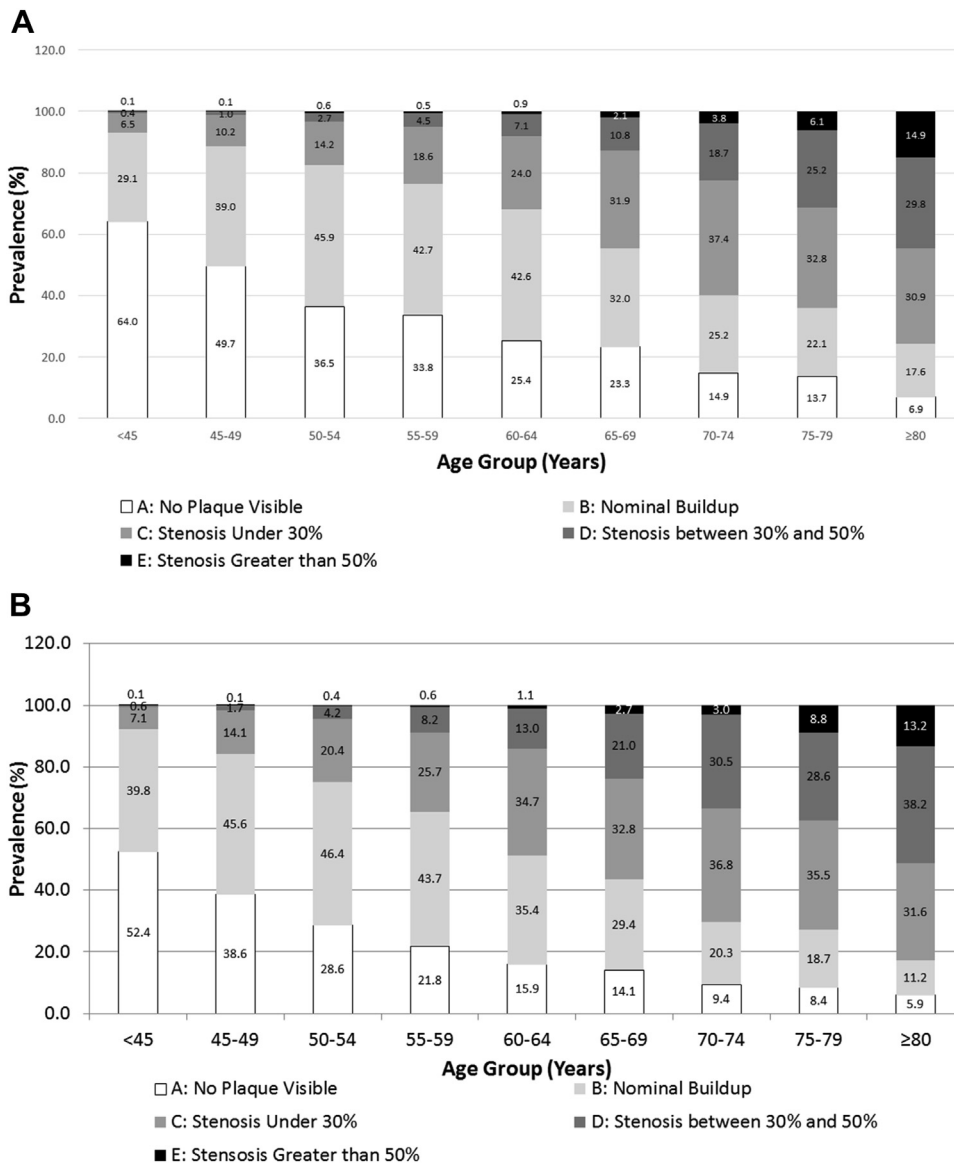 A
120.0
0.1 0.1 0.6 0.5 0.9
100.0
0.4 1.0 2.7 4.5 7.1 2.1 3.8 6.1 14.9
6.5 10.2 14.2 18.6 24.0 10.8 18.7 25.2 29.8
80.0
29.1 39.0 45.9 42.7 42.6 31.9 37.4 32.8 30.9
60.0
64.0 49.7 36.5 33.8 25.4 32.0 25.2 22.1 17.6
40.0
23.3 14.9 13.7 6.9
20.0
0.0
Prevalence (%)
<45 45-49 50-54 55-59 60-64 65-69 70-74 75-79 ≥80
Age Group (Years)
A: No Plaque Visible B: Nominal Buildup
C: Stenosis Under 30% D: Stenosis between 30% and 50%
E: Stenosis Greater than 50%
B
120.0
0.1 0.1 0.4 0.6 1.1
100.0
0.6 1.7 4.2 8.2 13.0 2.7 3.0 8.8 13.2
7.1 14.1 20.4 25.7 34.7 21.0 30.5 28.6 38.2
80.0
39.8 45.6 46.4 43.7 35.4 32.8 36.8 35.5 31.6
60.0
52.4 38.6 28.6 21.8 15.9 29.4 20.3 18.7 11.2
40.0
14.1 9.4 8.4 5.9
20.0
0.0
Prevalence (%)
<45 45-49 50-54 55-59 60-64 65-69 70-74 75-79 ≥80
Age Group (Years)
A: No Plaque Visible B: Nominal Buildup
C: Stenosis Under 30% D: Stenosis between 30% and 50%
E: Stensosis Greater than 50%